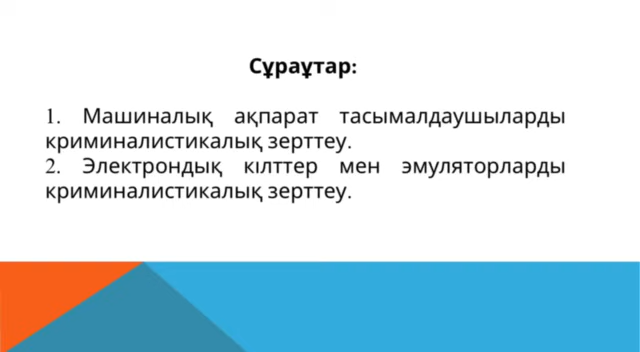 Сұраұтар:
1. Машиналық ақпарат тасымалдаушыларды
криминалистикалық зерттеу.
2. Электрондық кілттер мен эмуляторларды
криминалистикалық зерттеу.